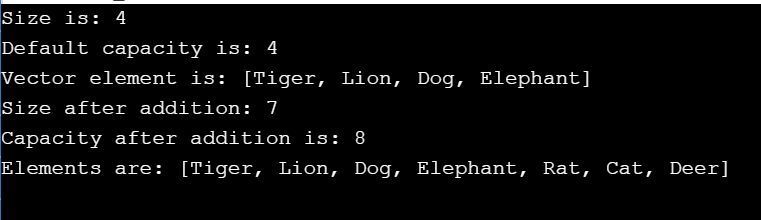 Size is: 4
Default capacity is: 4
Vector element is: [Tiger, Lion, Dog, Elephant]
Size after addition: 7
Capacity after addition is: 8
Elements are: [Tiger, Lion, Dog, Elephant, Rat, Cat, Deer]